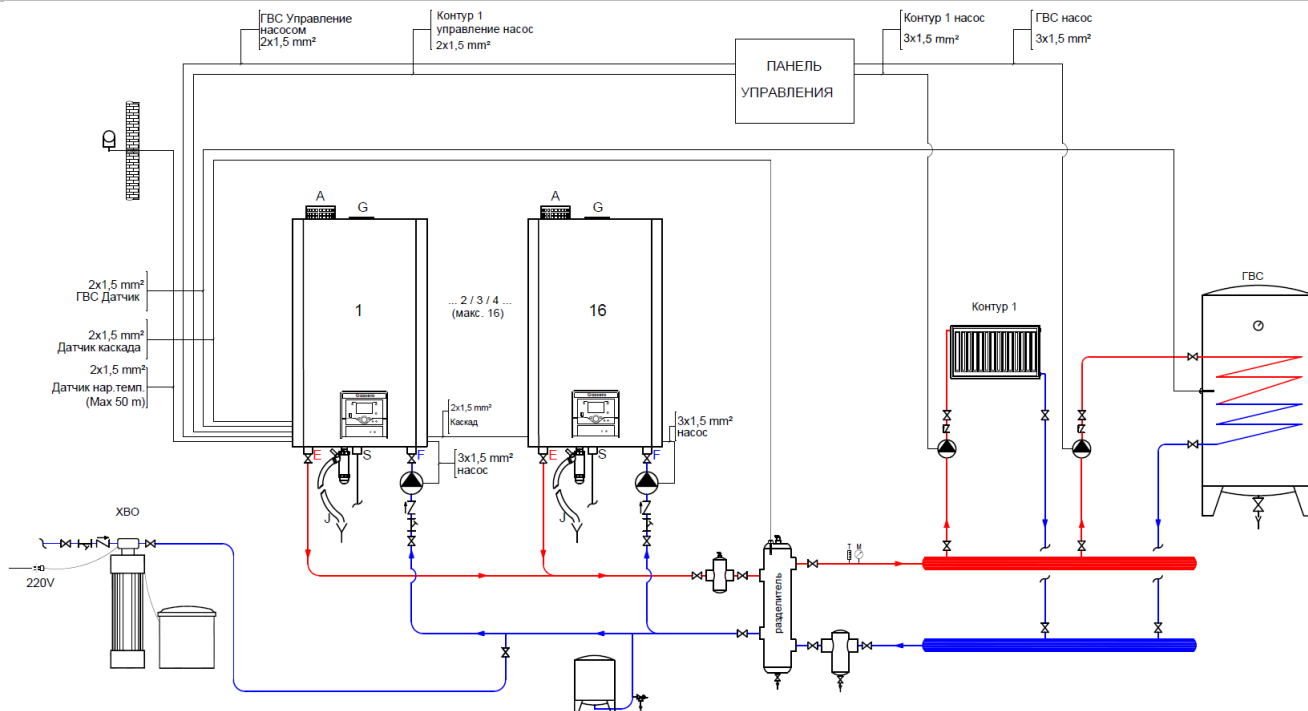 ГВС Управление
насосом
2x1,5 mm²
Контур 1
управление насос
2x1,5 mm²
Контур 1 насос
3x1,5 mm²
ГВС насос
3x1,5 mm²
ПАНЕЛЬ
УПРАВЛЕНИЯ
A
G
A
G
2x1,5 mm²
ГВС Датчик
1
... 2 / 3 / 4 ...
(макс. 16)
16
Контур 1
ГВС
2x1,5 mm²
Датчик каскада
2x1,5 mm²
Датчик нар.темп.
(Max 50 m)
2x1,5 mm²
Каскад
3x1,5 mm²
насос
E
S
F
3x1,5 mm²
насос
E
S
F
J
J
ХВО
220V
T
M
разделитель